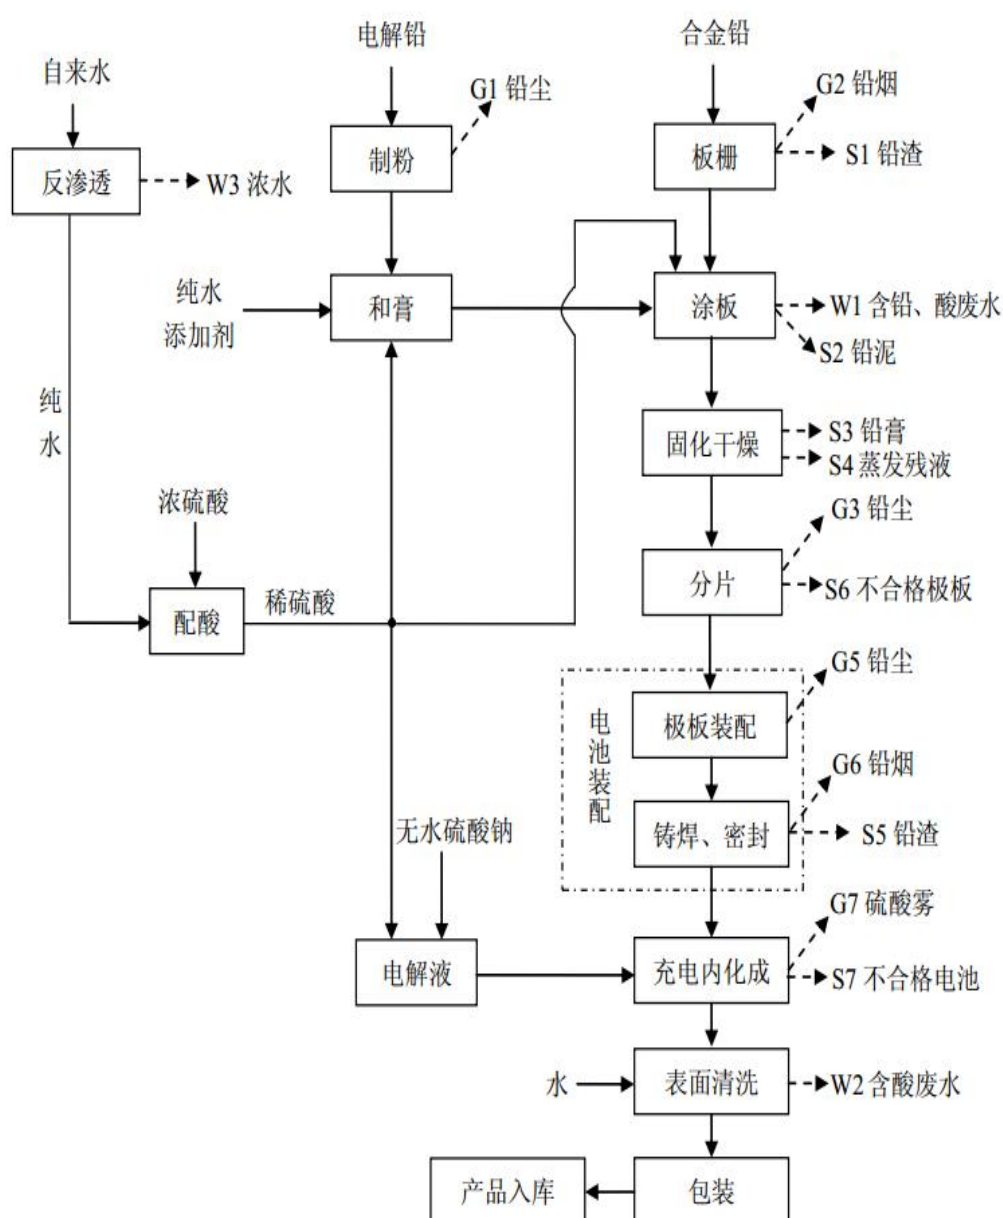 电解铅
合金铅
自来水
G1 铅尘
G2 铅烟
制粉
板栅
S1 铅渣
反渗透
W3 浓水
纯水
添加剂
和膏
涂板
W1 含铅、酸废水
S2 铅泥
纯
水
固化干燥
S3 铅膏
S4 蒸发残液
浓硫酸
G3 铅尘
分片
S6 不合格极板
配酸
稀硫酸
G5 铅尘
电
池
装
配
极板装配
G6 铅烟
无水硫酸钠
铸焊、密封
S5 铅渣
G7 硫酸雾
电解液
充电内化成
S7 不合格电池
水
表面清洗
W2 含酸废水
产品入库
包装